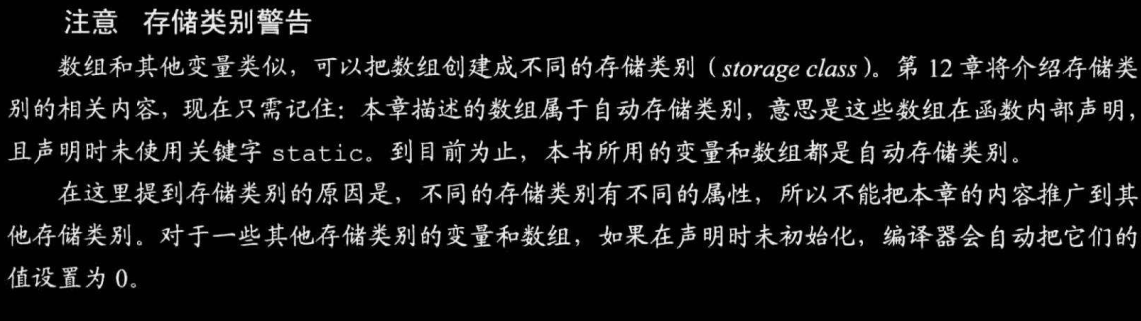 注意 存储类别警告
数组和其他变量类似，可以把数组创建成不同的存储类别（storage class）。第 12 章将介绍存储类
别的相关内容，现在只需记住：本章描述的数组属于自动存储类别，意思是这些数组在函数内部声明，
且声明时未使用关键字 static。到目前为止，本书所用的变量和数组都是自动存储类别。
在这里提到存储类别的原因是，不同的存储类别有不同的属性，所以不能把本章的内容推广到其
他存储类别。对于一些其他存储类别的变量和数组，如果在声明时未初始化，编译器会自动把它们的
值设置为 0。